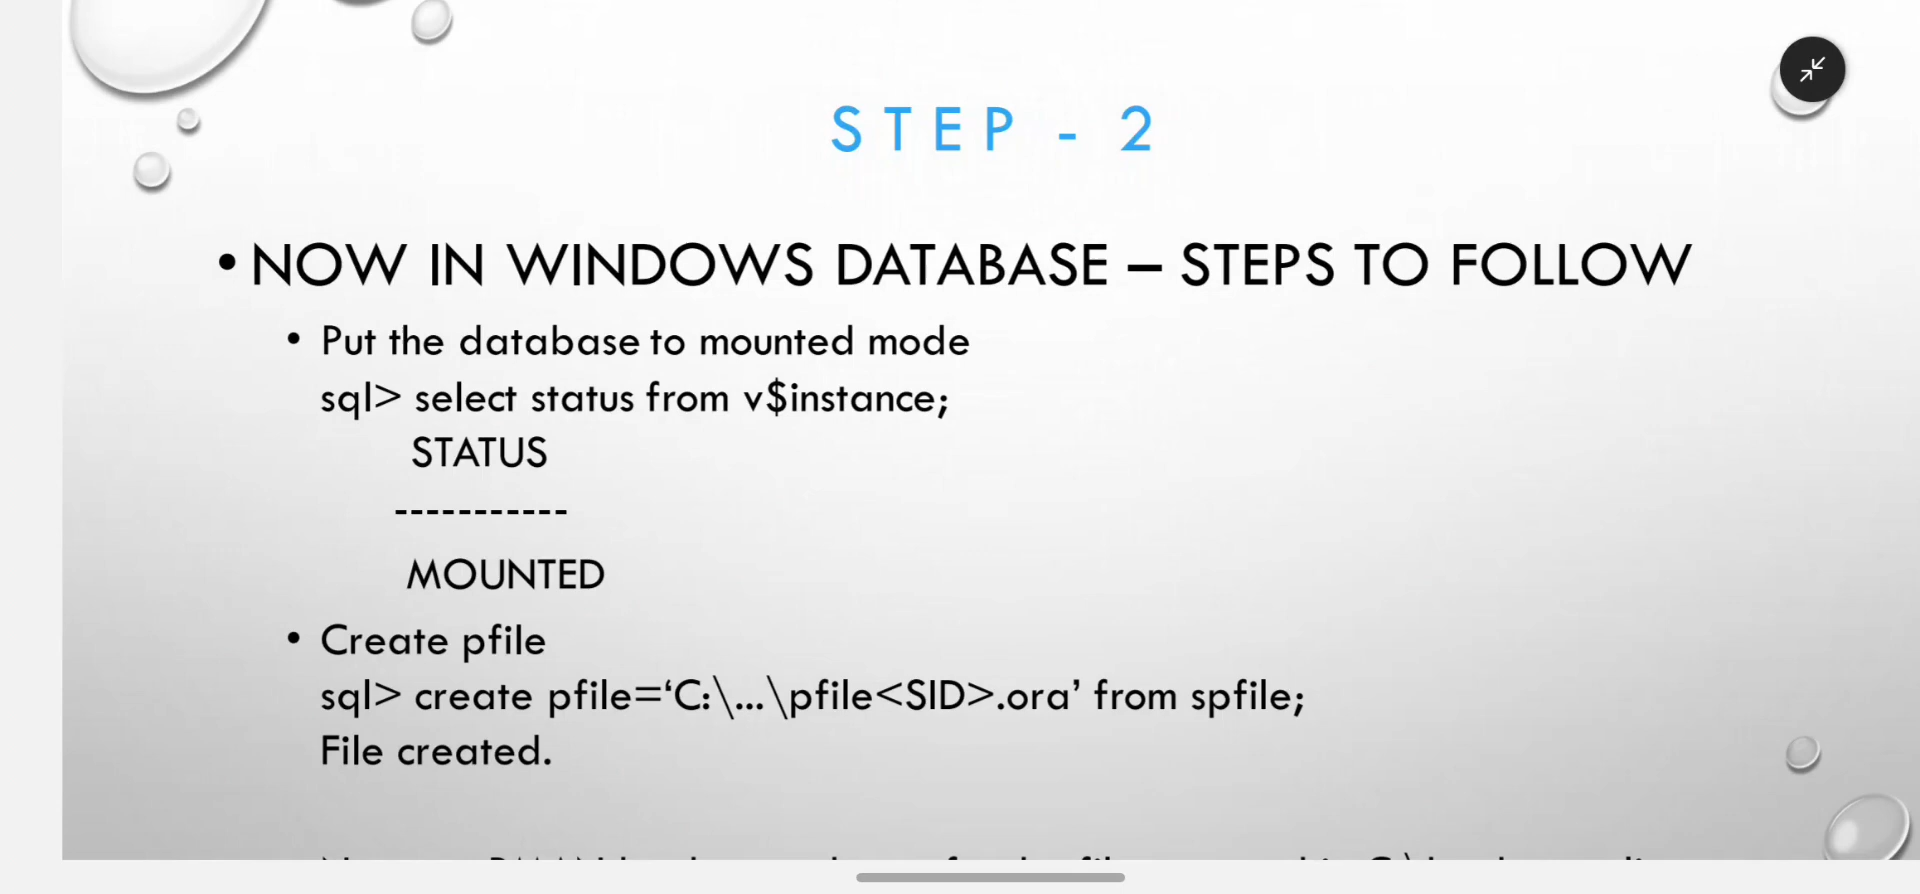 STEP - 2
• NOW IN WINDOWS DATABASE – STEPS TO FOLLOW
• Put the database to mounted mode
sql> select status from v$instance;
STATUS
-----------
MOUNTED
• Create pfile
sql> create pfile=‘C:\...\pfile<SID>.ora’ from spfile;
File created.